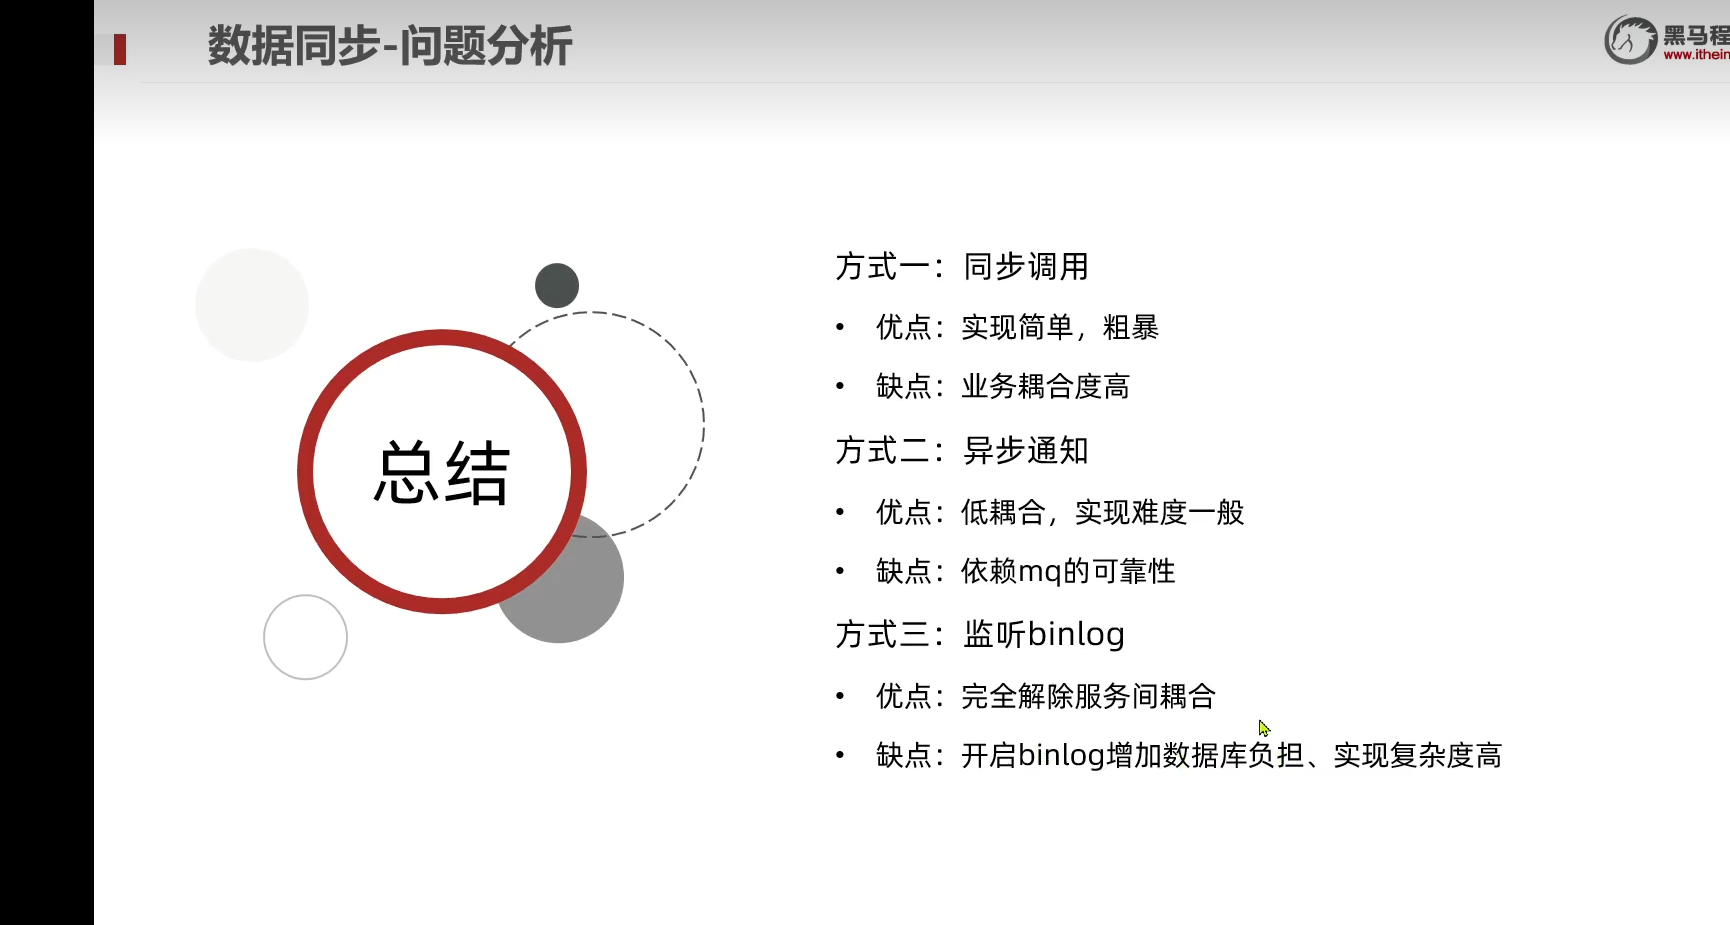 数据同步-问题分析
黑马程
www.ithein
总结
方式一：同步调用
• 优点：实现简单，粗暴
• 缺点：业务耦合度高
方式二：异步通知
• 优点：低耦合，实现难度一般
• 缺点：依赖mq的可靠性
方式三：监听binlog
• 优点：完全解除服务间耦合
• 缺点：开启binlog增加数据库负担、实现复杂度高